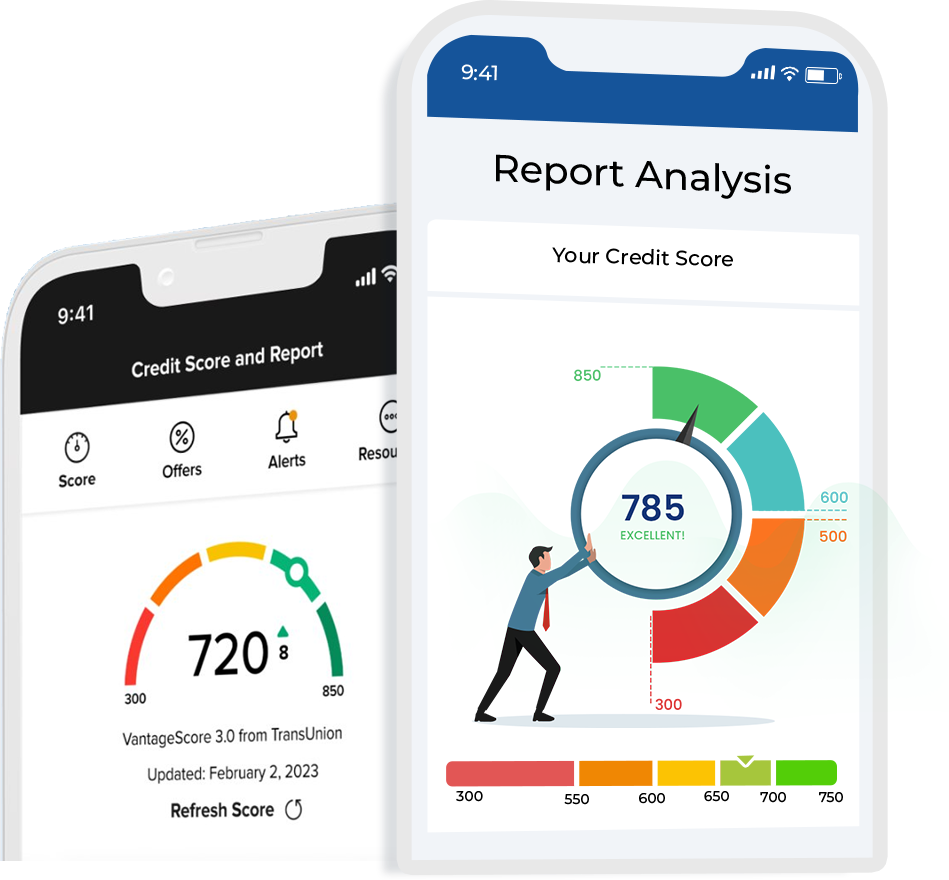 9:41
Credit Score and Report
Score
Offers
Alerts
720
8
300
850
VantageScore 3.0 from TransUnion
Updated: February 2, 2023
Refresh Score
9:41
Report Analysis
Your Credit Score
850
600
500
785
EXCELLENT!
300
300
550
600
650
700
750